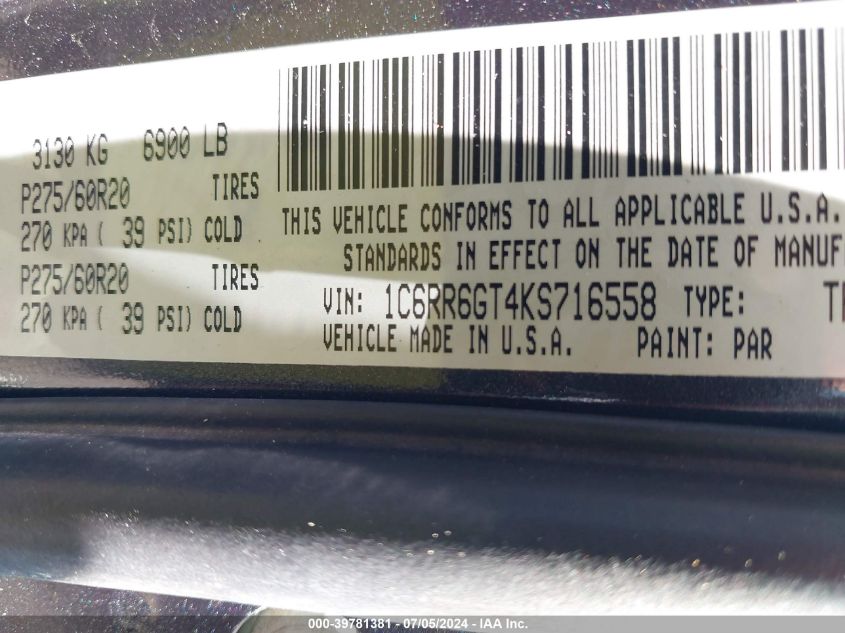 3130 KG 6900 LB
P275/60R20 TIRES
270 KPA ( 39 PSI) COLD
P275/60R20 TIRES
270 KPA ( 39 PSI) COLD
THIS VEHICLE CONFORMS TO ALL APPLICABLE U.S.A.
STANDARDS IN EFFECT ON THE DATE OF MANUF
VIN: 1C6RR6GT4KS716558 TYPE:
VEHICLE MADE IN U.S.A. PAINT: PAR
000-39781381 - 07/05/2024 - IAA Inc.